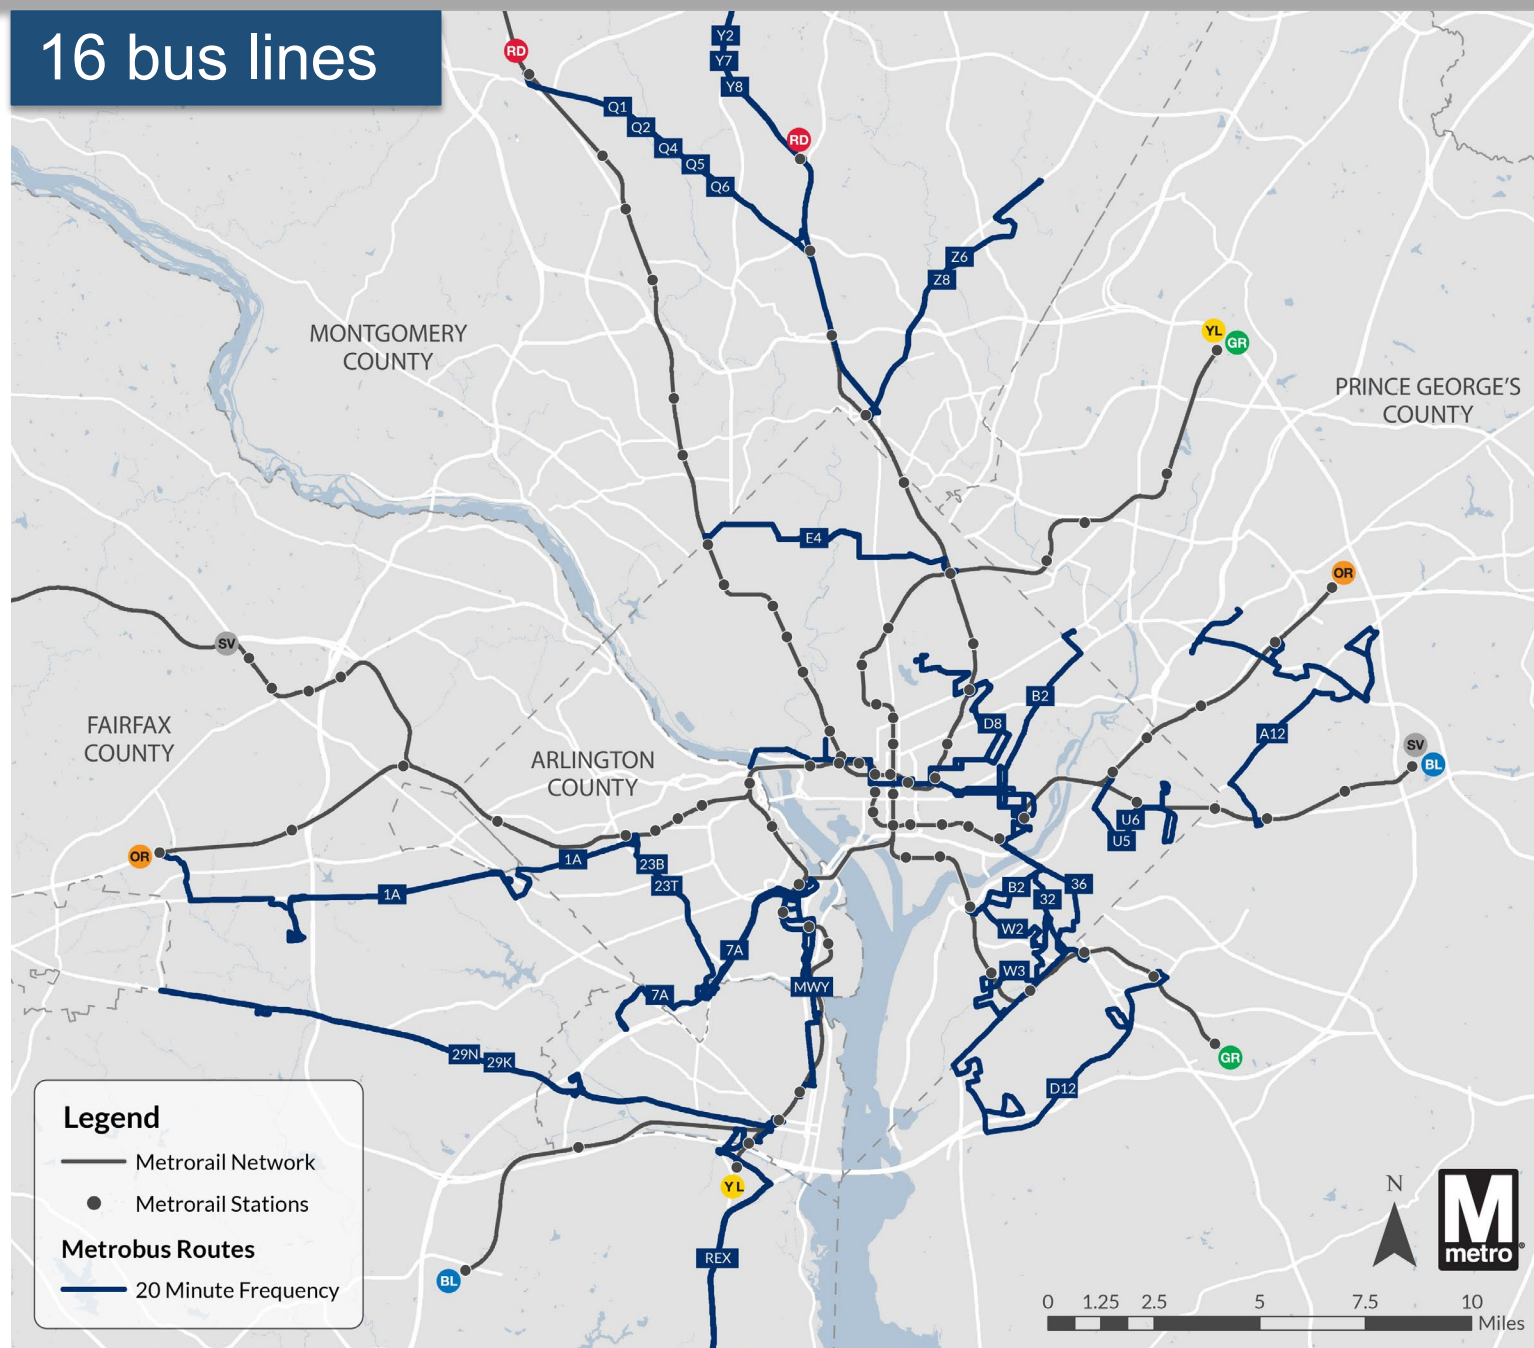 16 bus lines
RD
Y2
Y7
Y8
Q1
Q2
Q4
Q5
Q6
RD
Z6
Z8
MONTGOMERY
COUNTY
YL
GR
PRINCE GEORGE'S
COUNTY
E4
OR
SV
B2
D8
A12
FAIRFAX
COUNTY
ARLINGTON
COUNTY
SV
BL
U6
U5
OR
1A
23B
23T
1A
B2
36
32
W2
7A
W3
MWY
7A
29N
29K
GR
D12
YL
REX
BL
Legend
Metrorail Network
Metrorail Stations
Metrobus Routes
20 Minute Frequency
N
M
metro
0 1.25 2.5 5 7.5 10
Miles